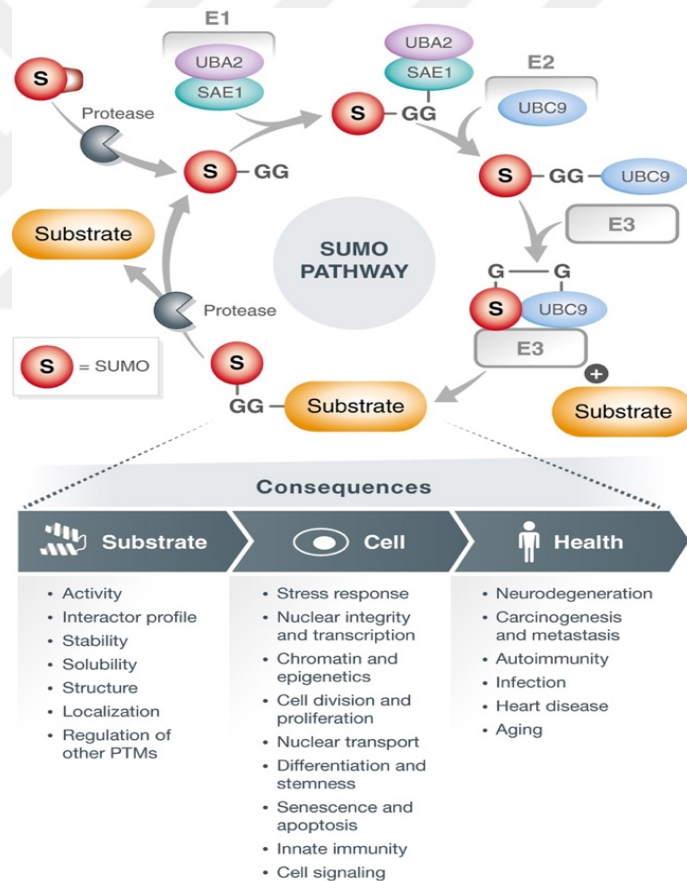 E1
UBA2
SAE1
UBA2
SAE1
E2
UBC9
S
Protease
S
GG
S
GG
S
GG
UBC9
Substrate
SUMO
PATHWAY
E3
G
G
S
UBC9
E3
Protease
S
= SUMO
S
GG
Substrate
+
Substrate
Consequences
Substrate
Cell
Health
• Activity
• Interactor profile
• Stability
• Solubility
• Structure
• Localization
• Regulation of
other PTMs
• Stress response
• Nuclear integrity
and transcription
• Chromatin and
epigenetics
• Cell division and
proliferation
• Nuclear transport
• Differentiation and
stemness
• Senescence and
apoptosis
• Innate immunity
• Cell signaling
• Neurodegeneration
• Carcinogenesis
and metastasis
• Autoimmunity
• Infection
• Heart disease
• Aging